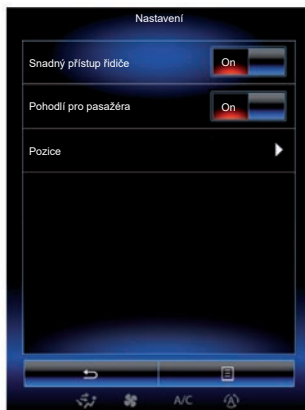 Nastavení
Snadný přístup řidiče
On
Pohodlí pro pasažéra
On
Pozice
A/C
A